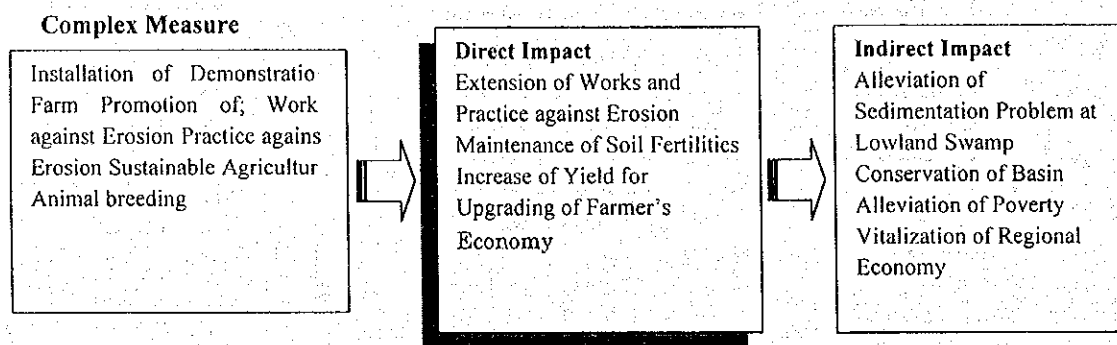 Complex Measure
Installation of Demonstratio
Farm Promotion of; Work
against Erosion Practice agains
Erosion Sustainable Agricultur
Animal breeding
Direct Impact
Extension of Works and
Practice against Erosion
Maintenance of Soil Fertilitics
Increase of Yield for
Upgrading of Farmer's
Economy
Indirect Impact
Alleviation of
Sedimentation Problem at
Lowland Swamp
Conservation of Basin
Alleviation of Poverty
Vitalization of Regional
Economy